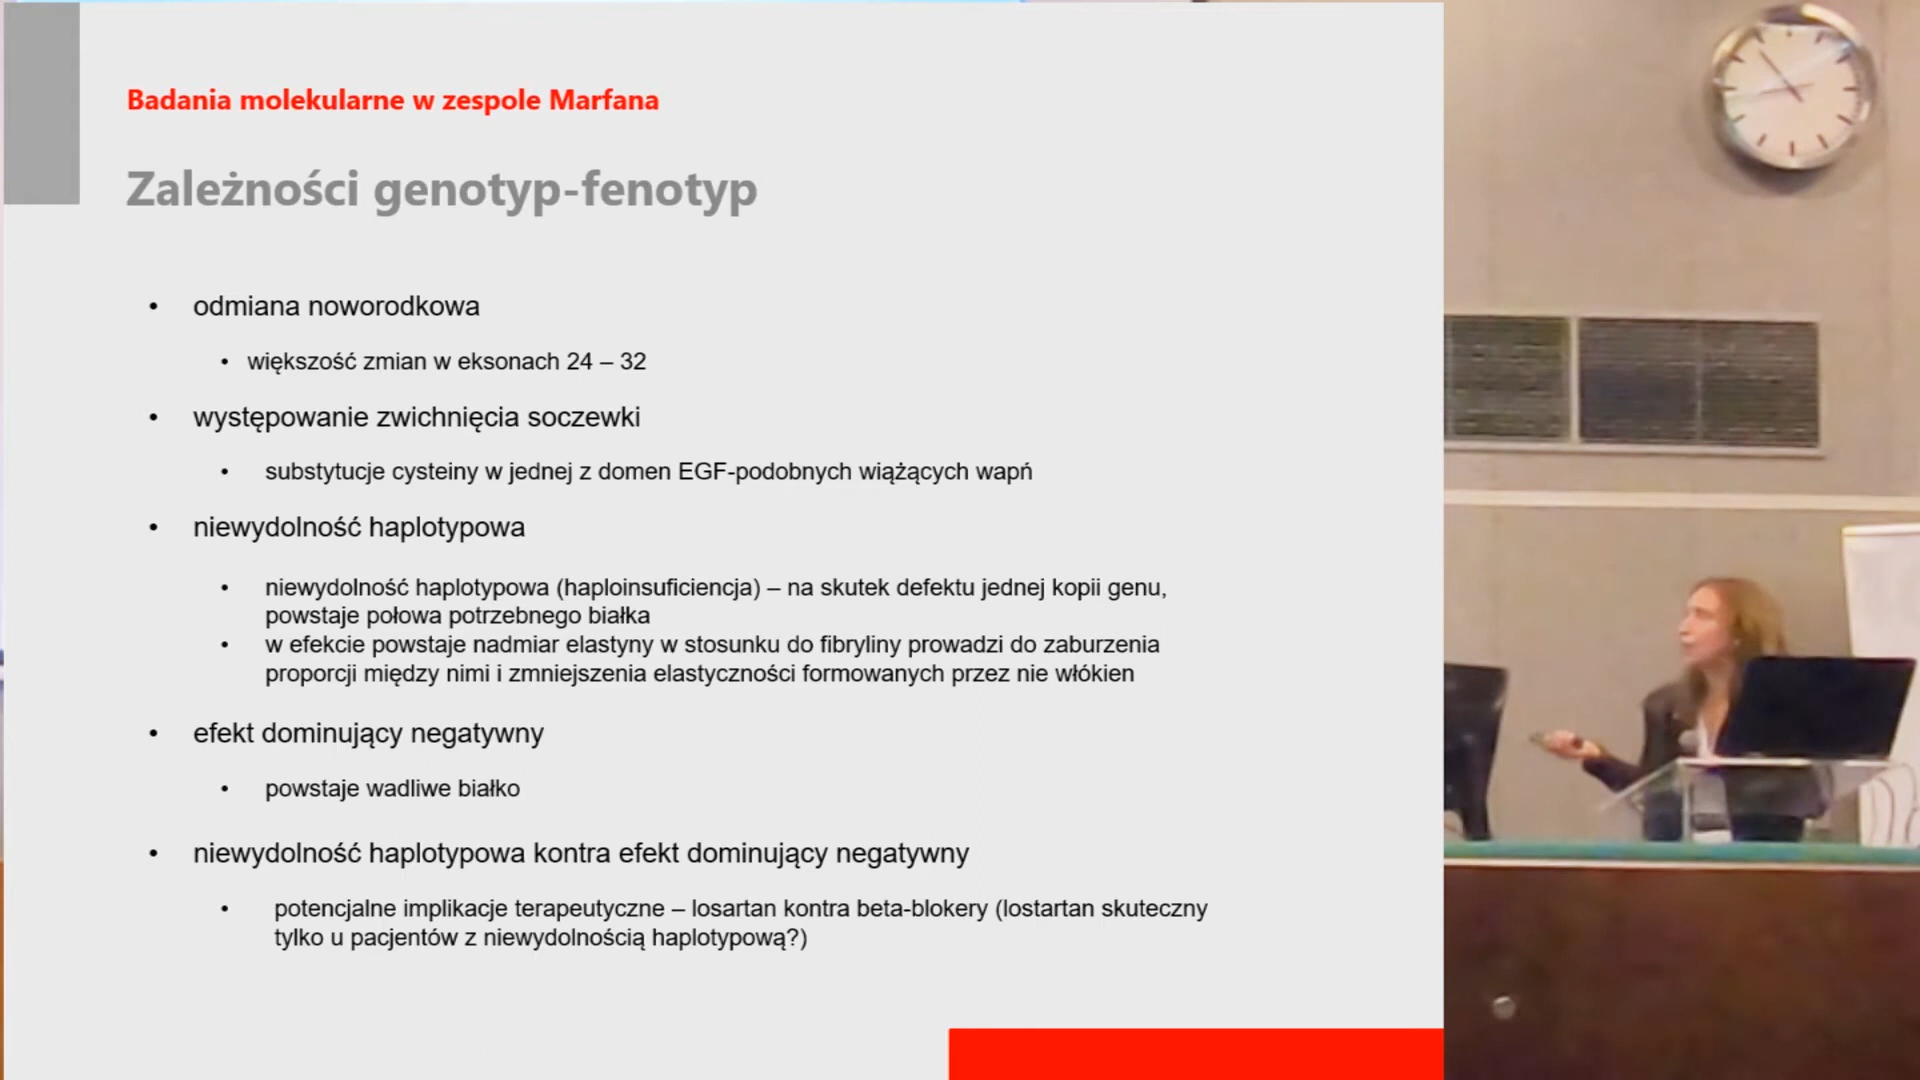 Badania molekularne w zespole Marfana
Zależności genotyp-fenotyp
• odmiana noworodkowa
• większość zmian w eksonach 24 – 32
• występowanie zwichnięcia soczewki
• substytucje cysteiny w jednej z domen EGF-podobnych wiążących wapń
• niewydolność haplotypowa
• niewydolność haplotypowa (haploinsuficiencja) – na skutek defektu jednej kopii genu,
powstaje połowa potrzebnego białka
• w efekcie powstaje nadmiar elastyny w stosunku do fibryliny prowadzi do zaburzenia
proporcji między nimi i zmniejszenia elastyczności formowanych przez nie włókien
• efekt dominujący negatywny
• powstaje wadliwe białko
• niewydolność haplotypowa kontra efekt dominujący negatywny
• potencjalne implikacje terapeutyczne – losartan kontra beta-blokery (lostartan skuteczny
tylko u pacjentów z niewydolnością haplotypową?)